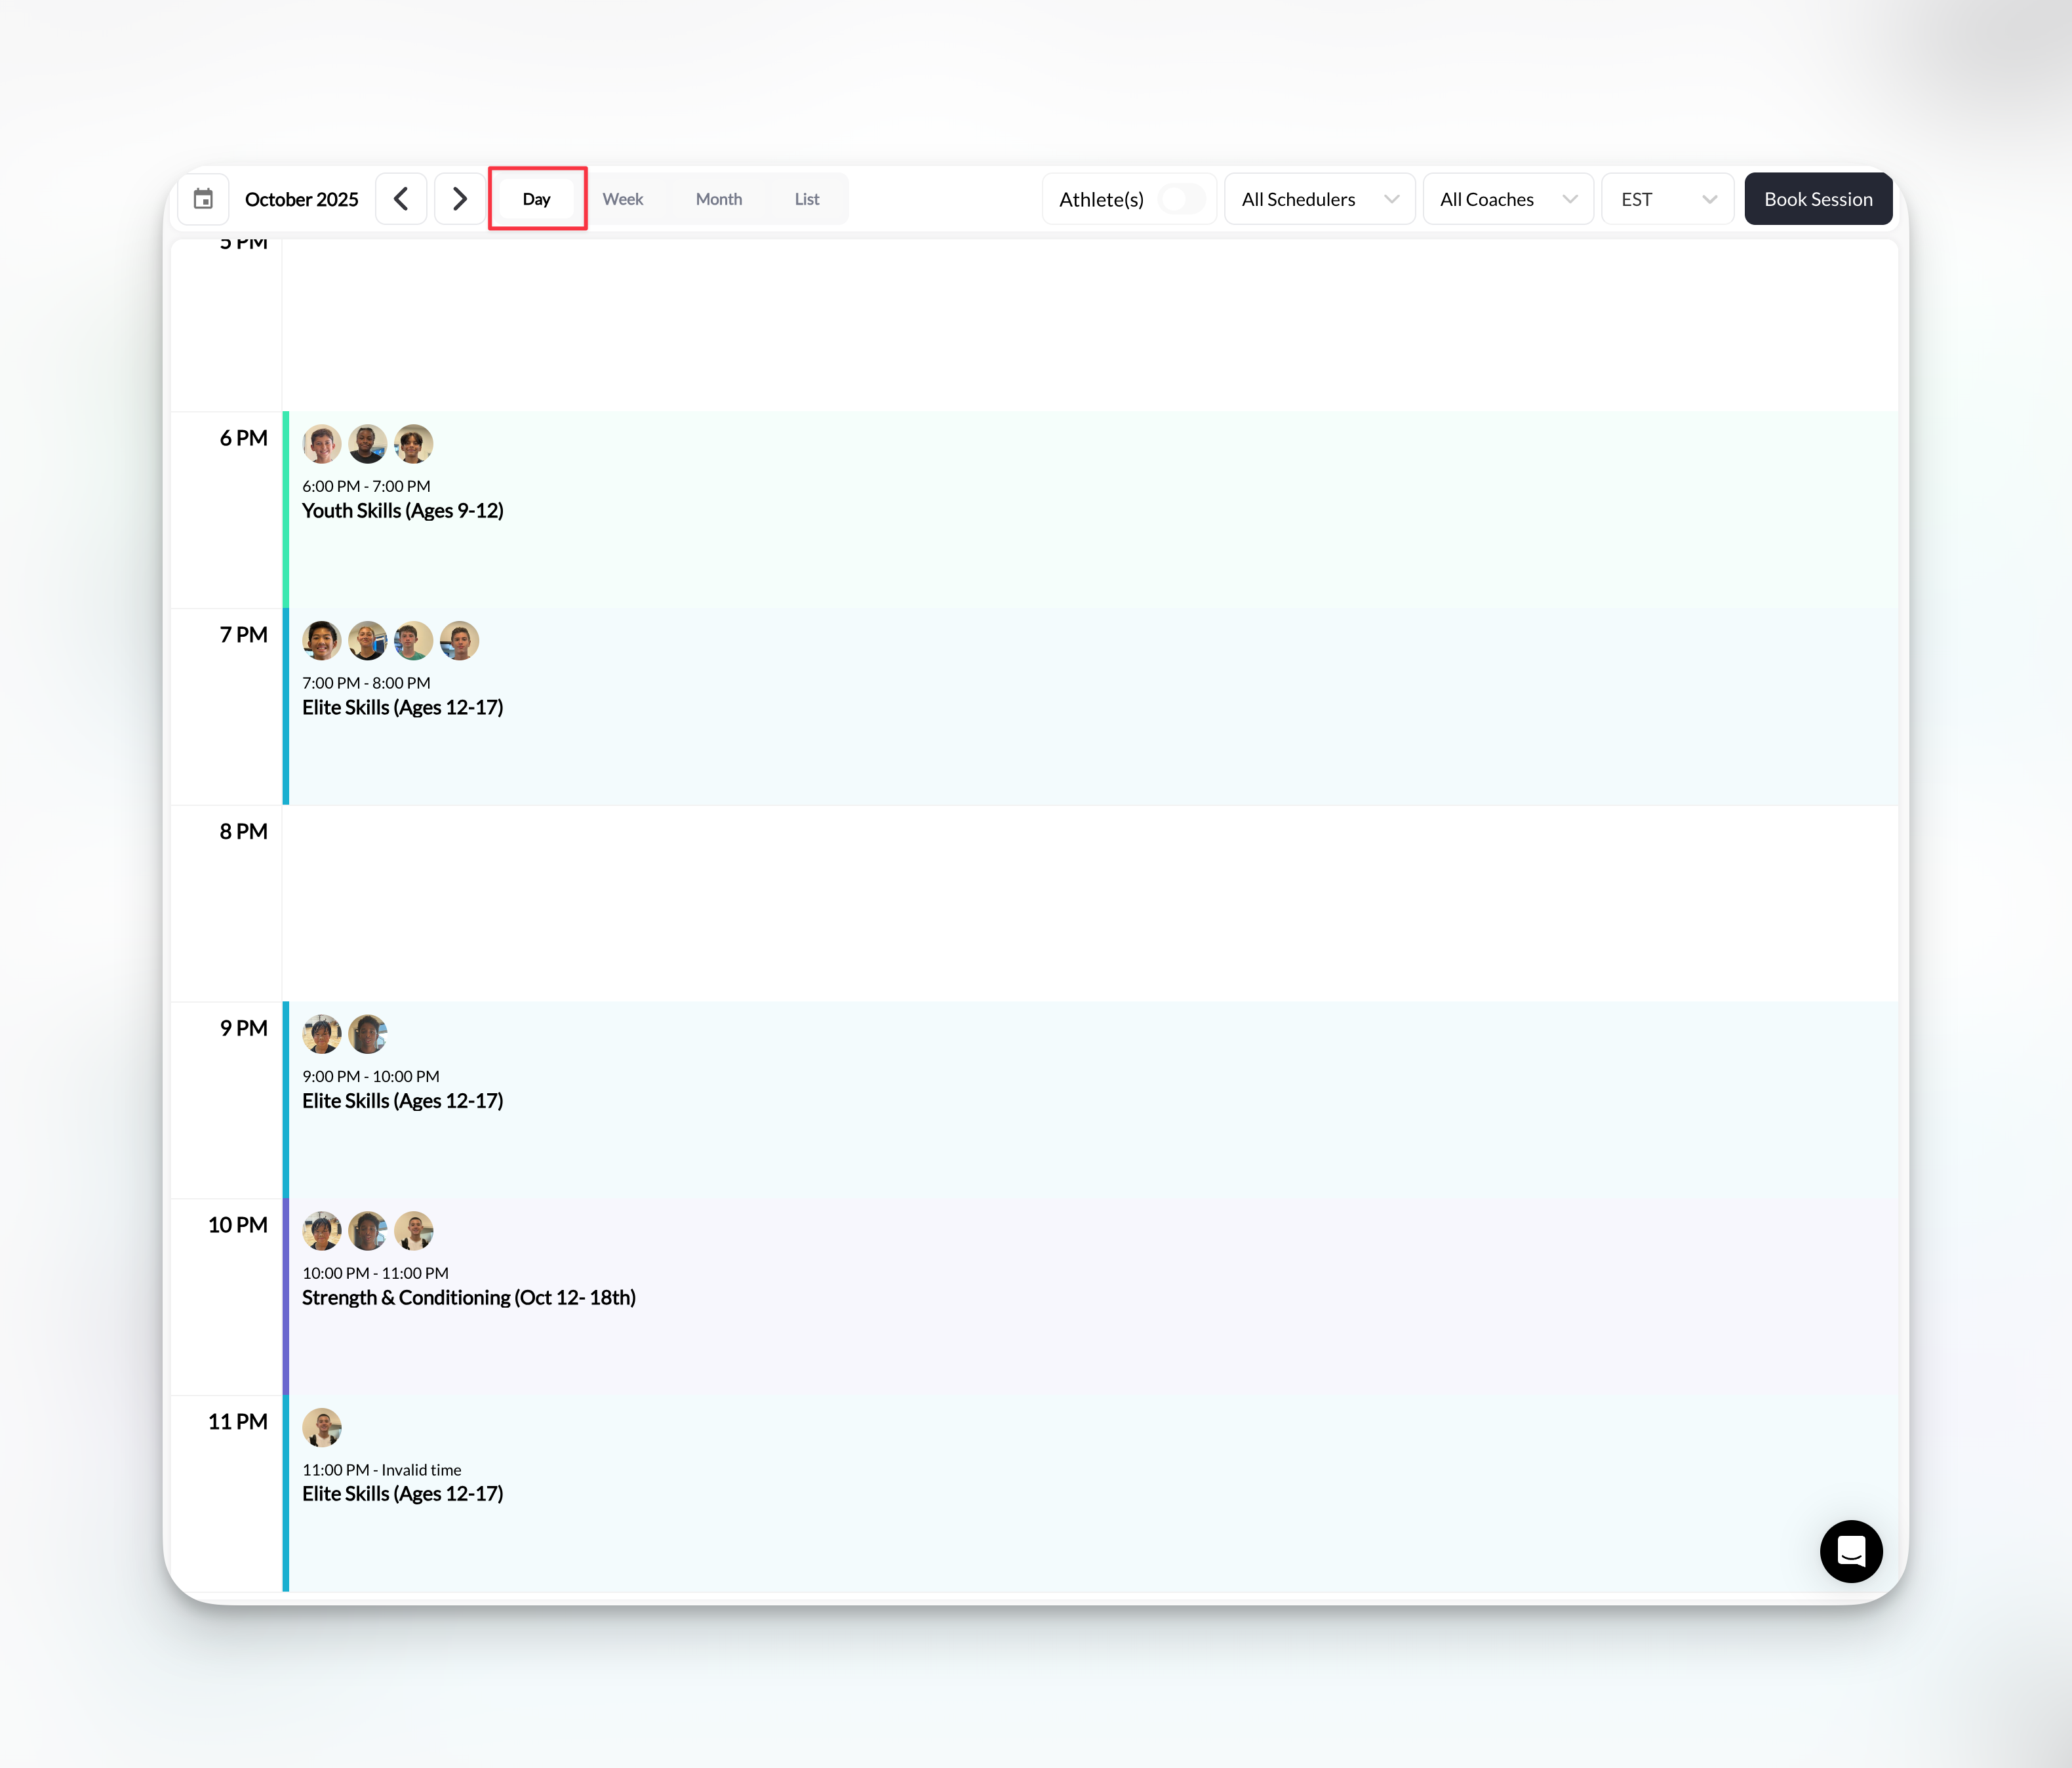 October 2025 Day Week Month List Athlete(s) All Schedulers All Coaches EST Book Session
5 PM
6 PM
6:00 PM - 7:00 PM
Youth Skills (Ages 9-12)
7 PM
7:00 PM - 8:00 PM
Elite Skills (Ages 12-17)
8 PM
9 PM
9:00 PM - 10:00 PM
Elite Skills (Ages 12-17)
10 PM
10:00 PM - 11:00 PM
Strength & Conditioning (Oct 12- 18th)
11 PM
11:00 PM - Invalid time
Elite Skills (Ages 12-17)